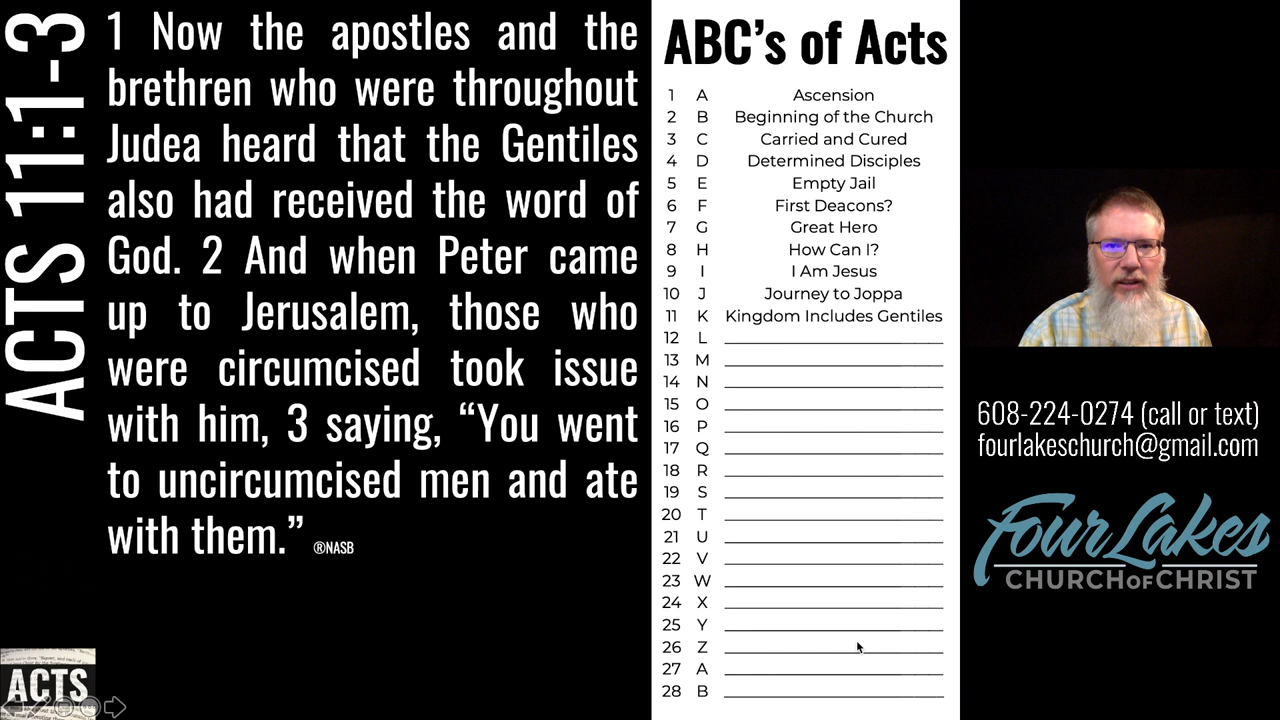 ACTS 11:1-3
1 Now the apostles and the
brethren who were throughout
Judea heard that the Gentiles
also had received the word of
God. 2 And when Peter came
up to Jerusalem, those who
were circumcised took issue
with him, 3 saying, “You went
to uncircumcised men and ate
with them.” ®NASB
ACTS
ABC’s of Acts
1 A Ascension
2 B Beginning of the Church
3 C Carried and Cured
4 D Determined Disciples
5 E Empty Jail
6 F First Deacons?
7 G Great Hero
8 H How Can I?
9 I I Am Jesus
10 J Journey to Joppa
11 K Kingdom Includes Gentiles
12 L
13 M
14 N
15 O
16 P
17 Q
18 R
19 S
20 T
21 U
22 V
23 W
24 X
25 Y
26 Z
27 A
28 B
608-224-0274 (call or text)
fourlakeschurch@gmail.com
Four Lakes
CHURCH OF CHRIST